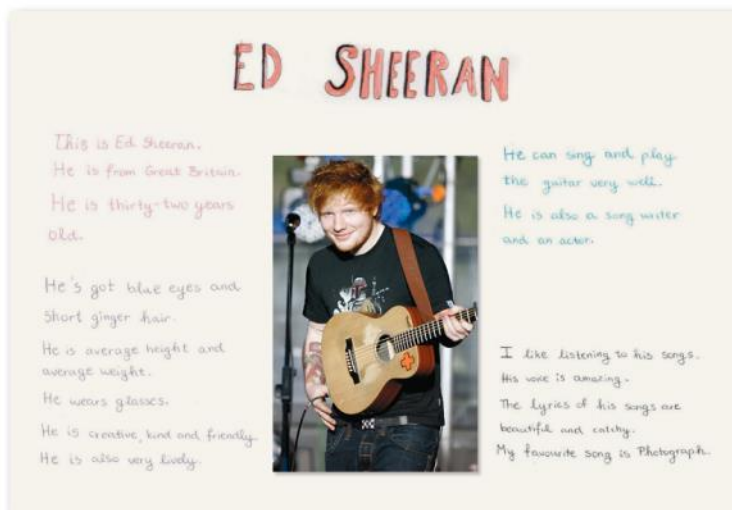 ED SHEERAN
This is Ed Sheeran.
He is from Great Britain.
He is thirty-two years
old.
He's got blue eyes and
short ginger hair.
He is average height and
average weight.
He wears glasses.
He is creative, kind and friendly.
He is also very lively.
He can sing and play
the guitar very well.
He is also a song writer
and an actor.
I like listening to his songs.
His voice is amazing.
The lyrics of his songs are
beautiful and catchy.
My favourite song is Photograph.